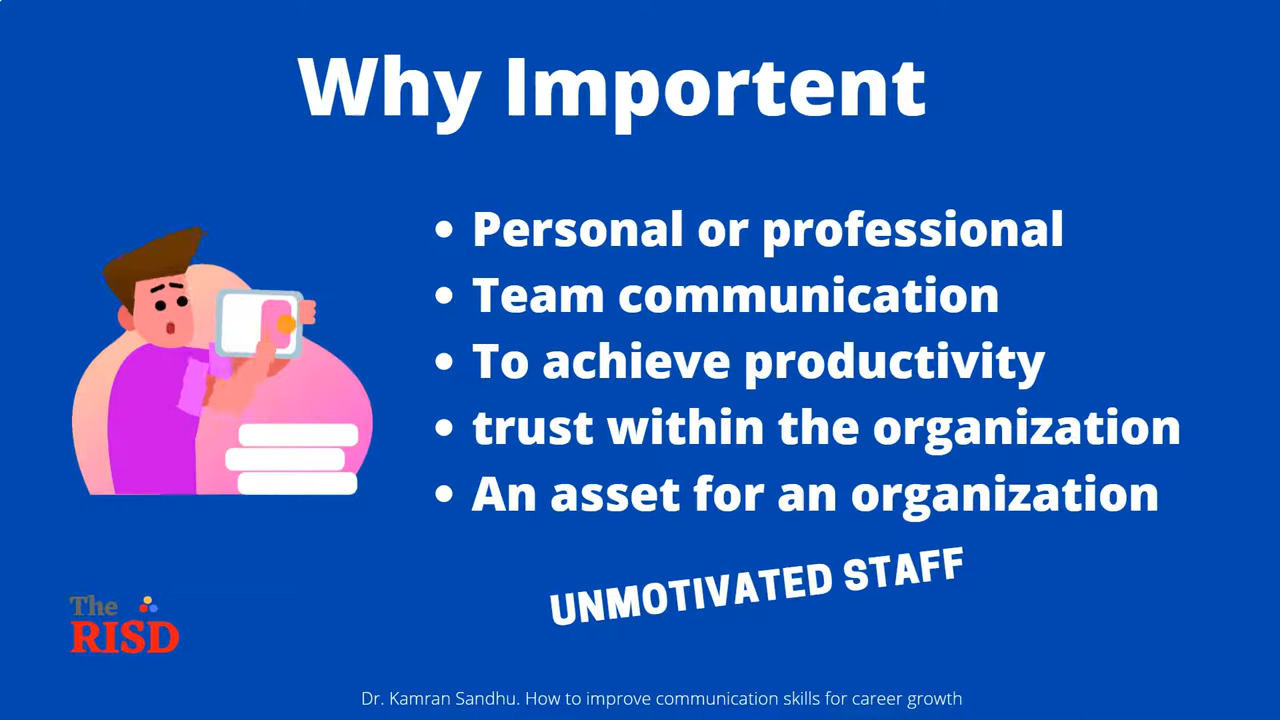 Why Importent
• Personal or professional
• Team communication
• To achieve productivity
• trust within the organization
• An asset for an organization
UNMOTIVATED STAFF
The
RISD
Dr. Kamran Sandhu. How to improve communication skills for career growth